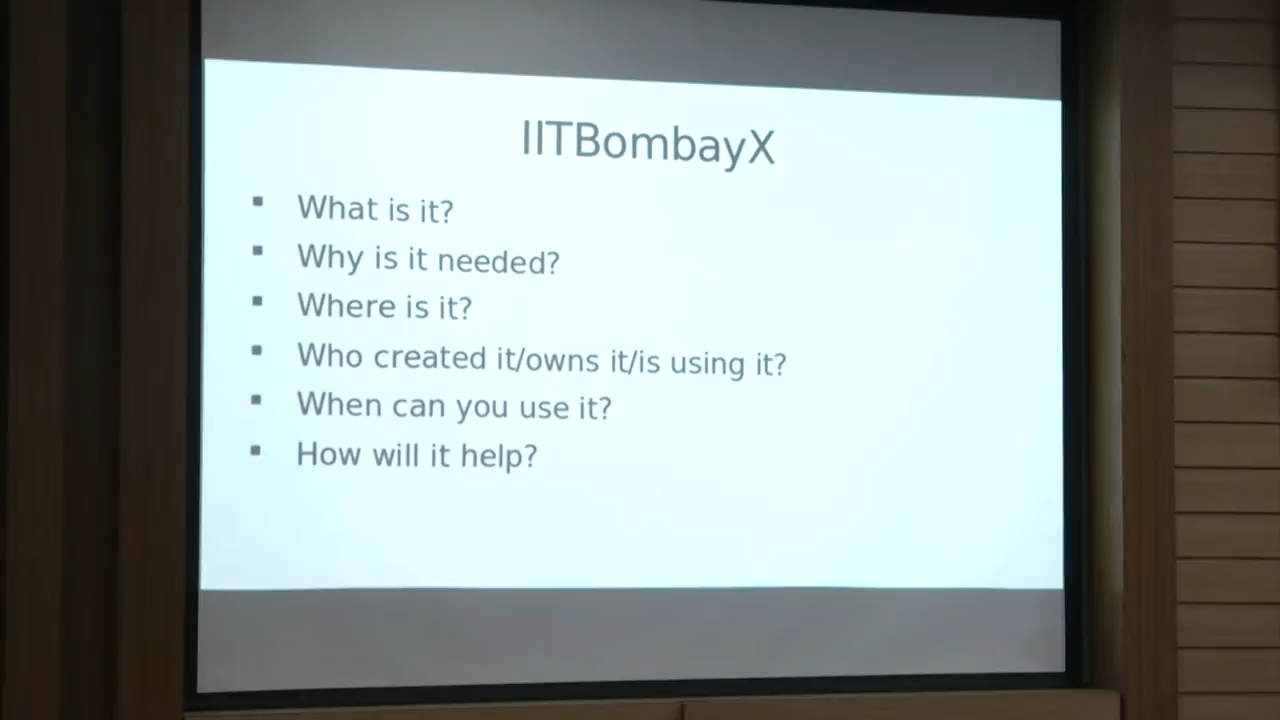 IITBombayX
▪ What is it?
▪ Why is it needed?
▪ Where is it?
▪ Who created it/owns it/is using it?
▪ When can you use it?
▪ How will it help?